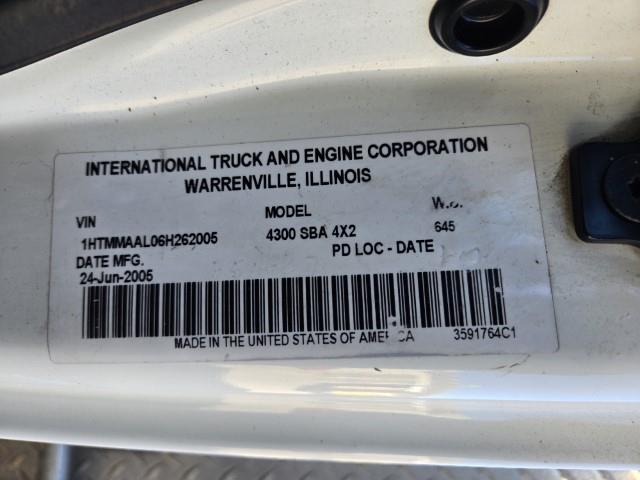 INTERNATIONAL TRUCK AND ENGINE CORPORATION
WARRENVILLE, ILLINOIS
VIN MODEL W.B.
1HTMMAAL06H262005 4300 SBA 4X2 645
DATE MFG. PD LOC - DATE
24-Jun-2005
MADE IN THE UNITED STATES OF AMERICA 3591764C1